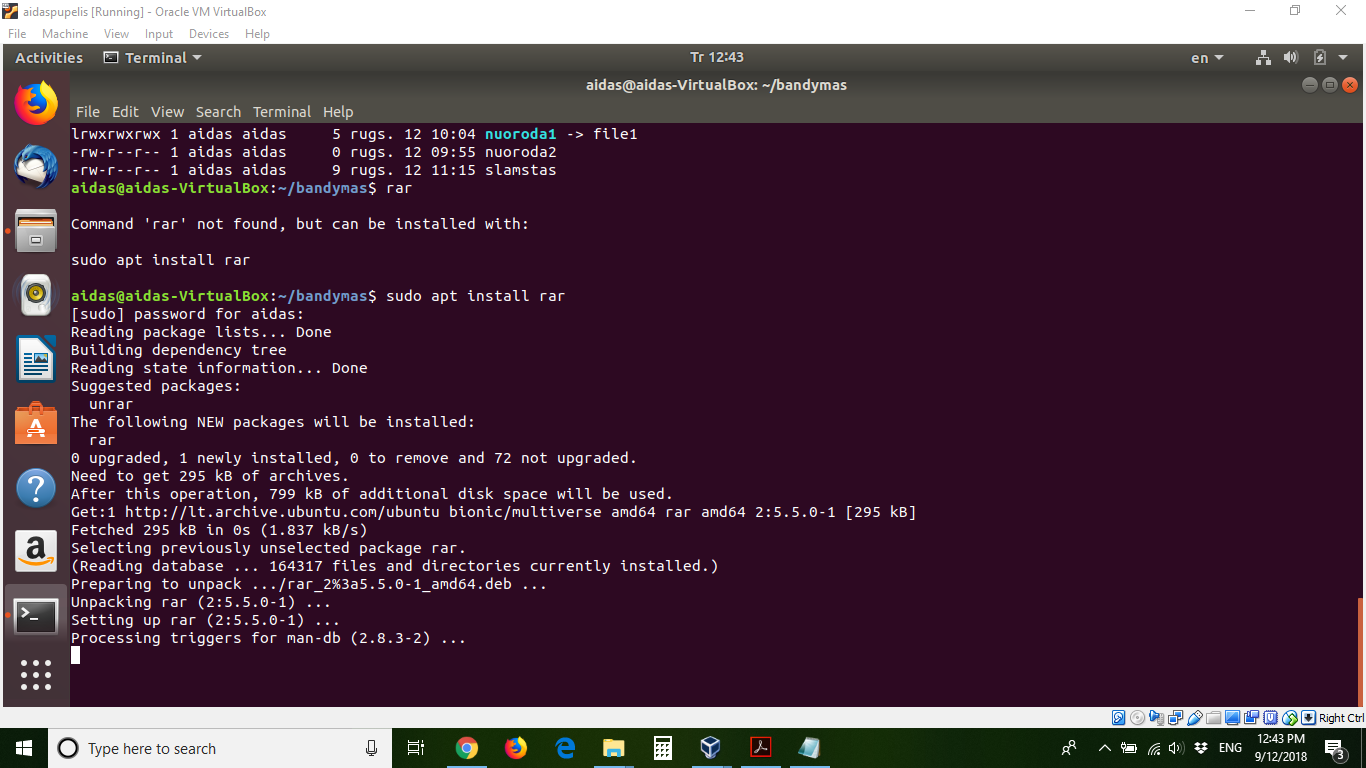 aidaspupelis [Running] - Oracle VM VirtualBox
File Machine View Input Devices Help
Activities Terminal Tr 12:43 en
aidas@aidas-VirtualBox: ~/bandymas
File Edit View Search Terminal Help
lrwxrwxrwx 1 aidas aidas     5 rugs. 12 10:04 nuoroda1 -> file1
-rw-r--r-- 1 aidas aidas     0 rugs. 12 09:55 nuoroda2
-rw-r--r-- 1 aidas aidas     9 rugs. 12 11:15 slamstas
aidas@aidas-VirtualBox:~/bandymas$ rar
Command 'rar' not found, but can be installed with:
sudo apt install rar
aidas@aidas-VirtualBox:~/bandymas$ sudo apt install rar
[sudo] password for aidas:
Reading package lists... Done
Building dependency tree
Reading state information... Done
Suggested packages:
  unrar
The following NEW packages will be installed:
  rar
0 upgraded, 1 newly installed, 0 to remove and 72 not upgraded.
Need to get 295 kB of archives.
After this operation, 799 kB of additional disk space will be used.
Get:1 http://lt.archive.ubuntu.com/ubuntu bionic/multiverse amd64 rar amd64 2:5.5.0-1 [295 kB]
Fetched 295 kB in 0s (1.837 kB/s)
Selecting previously unselected package rar.
(Reading database ... 164317 files and directories currently installed.)
Preparing to unpack .../rar_2%3a5.5.0-1_amd64.deb ...
Unpacking rar (2:5.5.0-1) ...
Setting up rar (2:5.5.0-1) ...
Processing triggers for man-db (2.8.3-2) ...
Right Ctrl
Type here to search
ENG
12:43 PM
9/12/2018
3